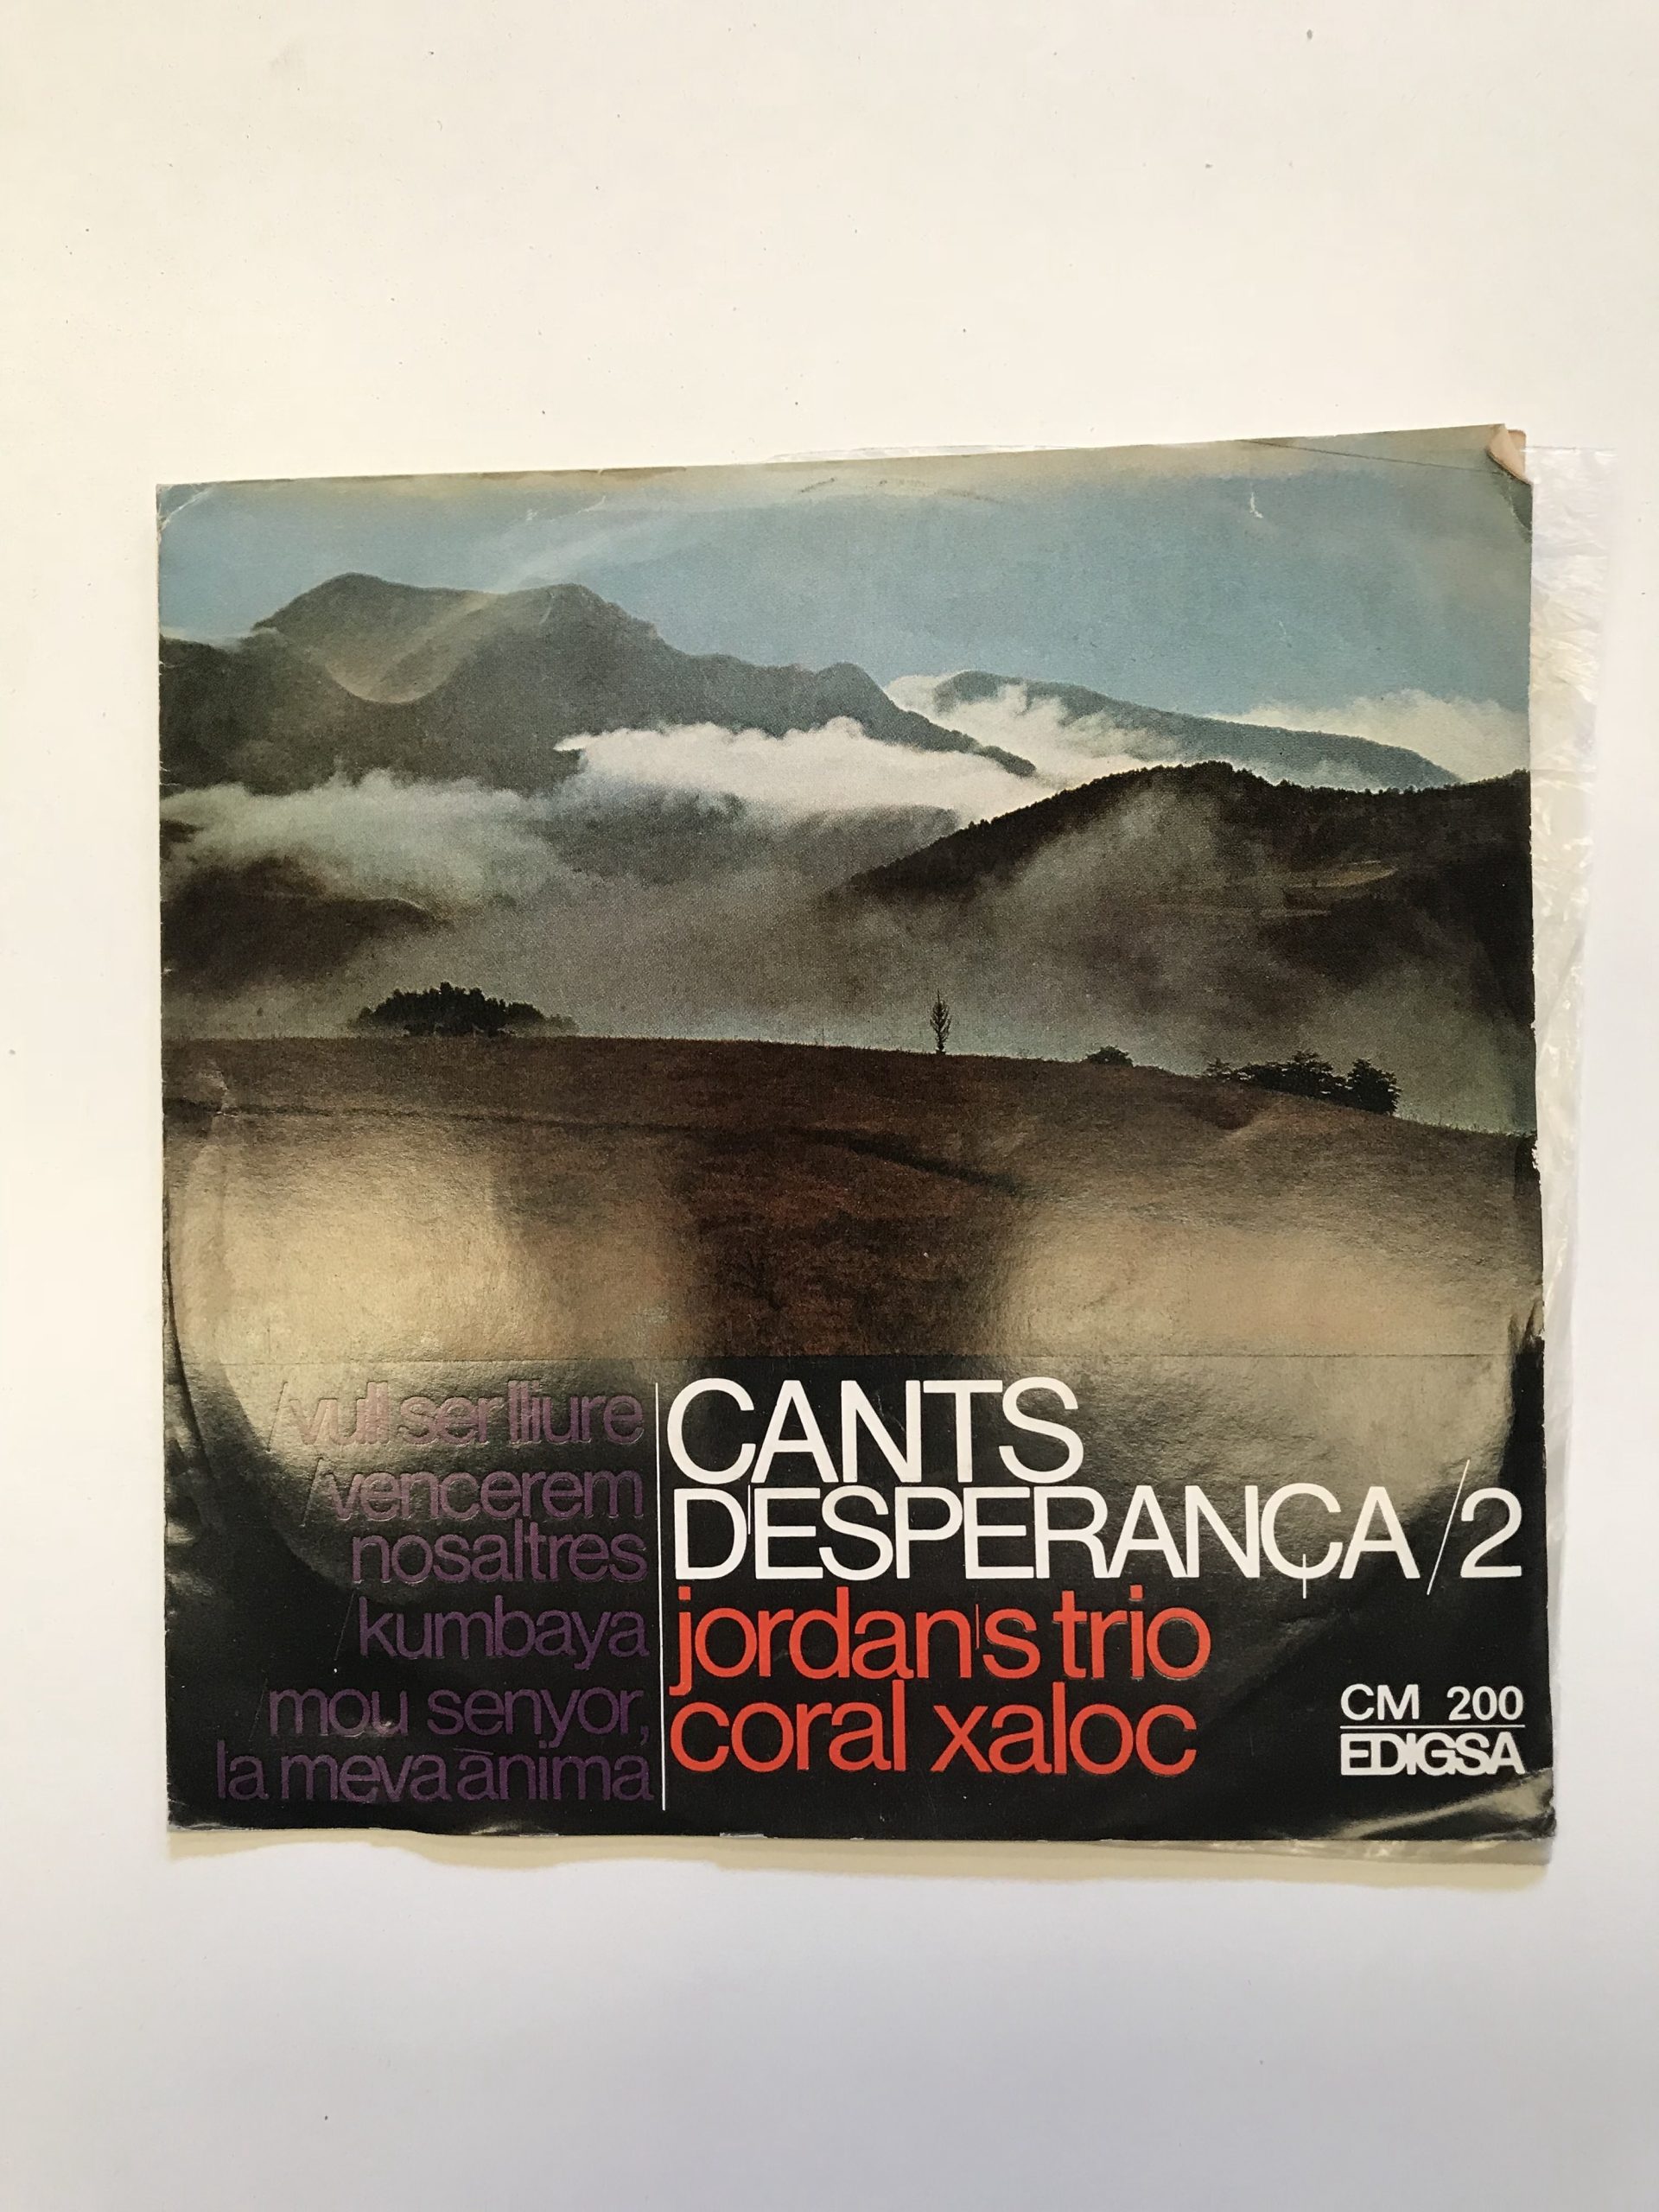 /vull ser lliure
/vencerem
nosaltres
/kumbaya
/mou senyor,
la meva ànima
CANTS
D'ESPERANÇA/2
jordan's trio
coral xaloc
CM 200
EDIGSA